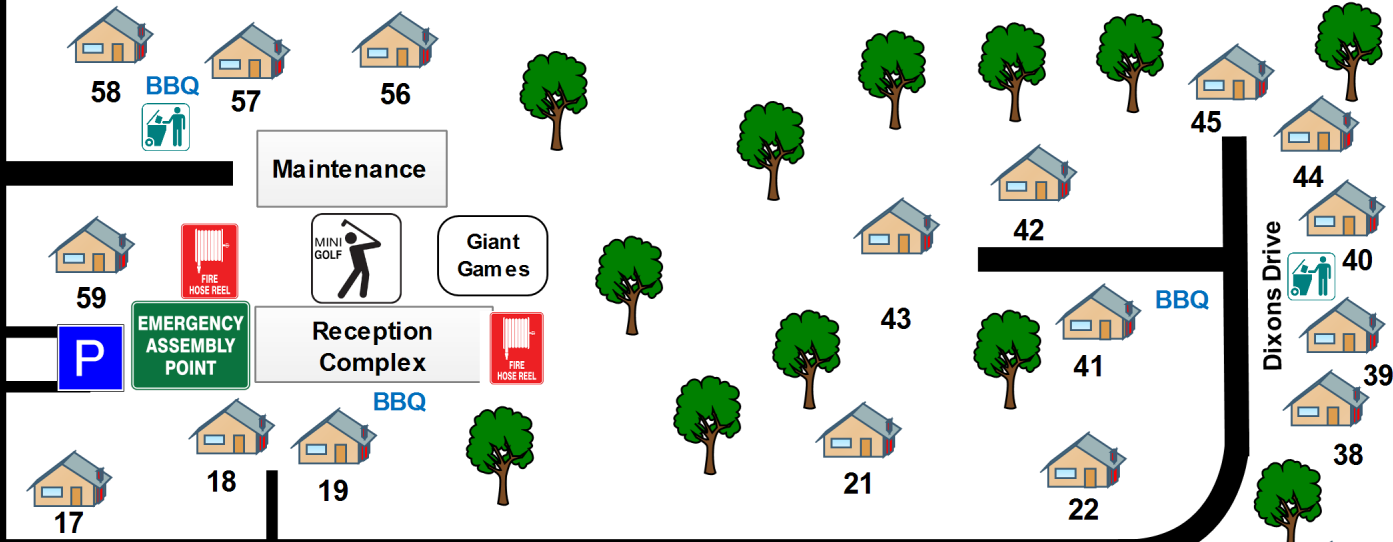 58
BBQ
57
56
45
Maintenance
44
42
MINI
GOLF
Giant
Games
FIRE
HOSE REEL
59
43
40
Dixons Drive
BBQ
P
EMERGENCY
ASSEMBLY
POINT
Reception
Complex
FIRE
HOSE REEL
41
39
BBQ
18
19
21
38
17
22